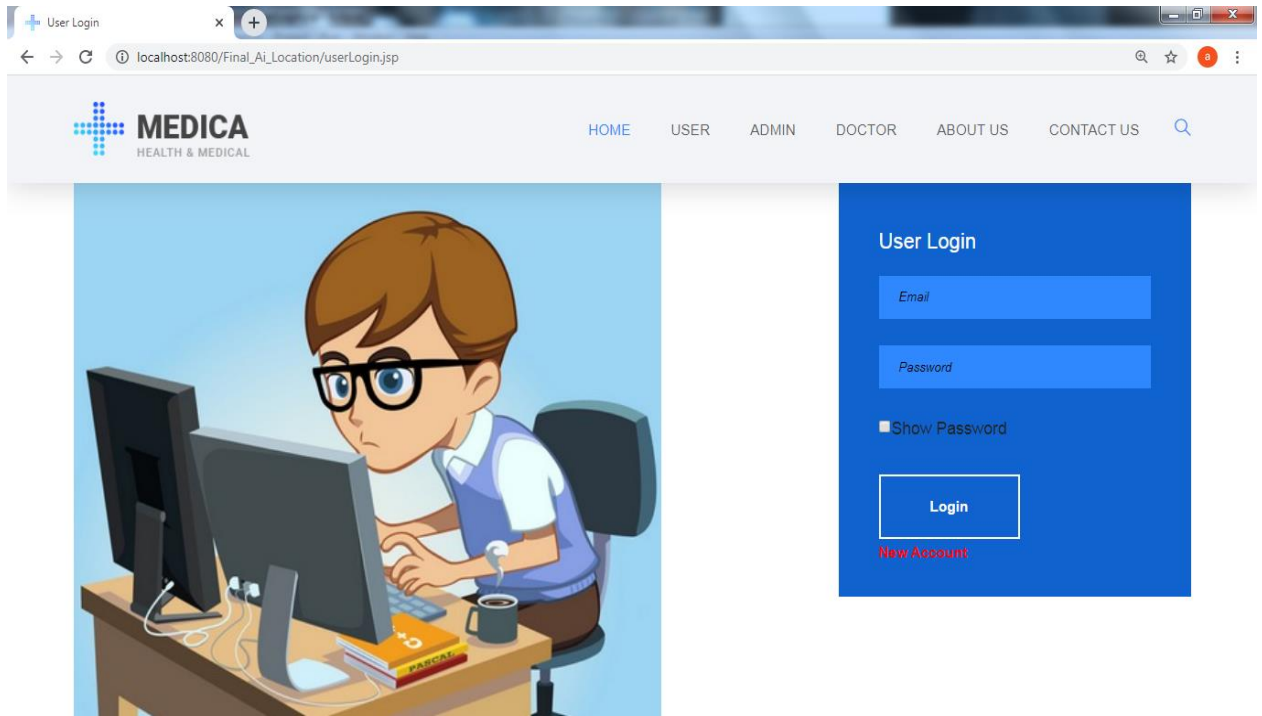 User Login
localhost:8080/Final_Ai_Location/userLogin.jsp
a
MEDICA
HEALTH & MEDICAL
HOME USER ADMIN DOCTOR ABOUT US CONTACT US
User Login
Email
Password
Show Password
Login
New Account
C++
PASCAL